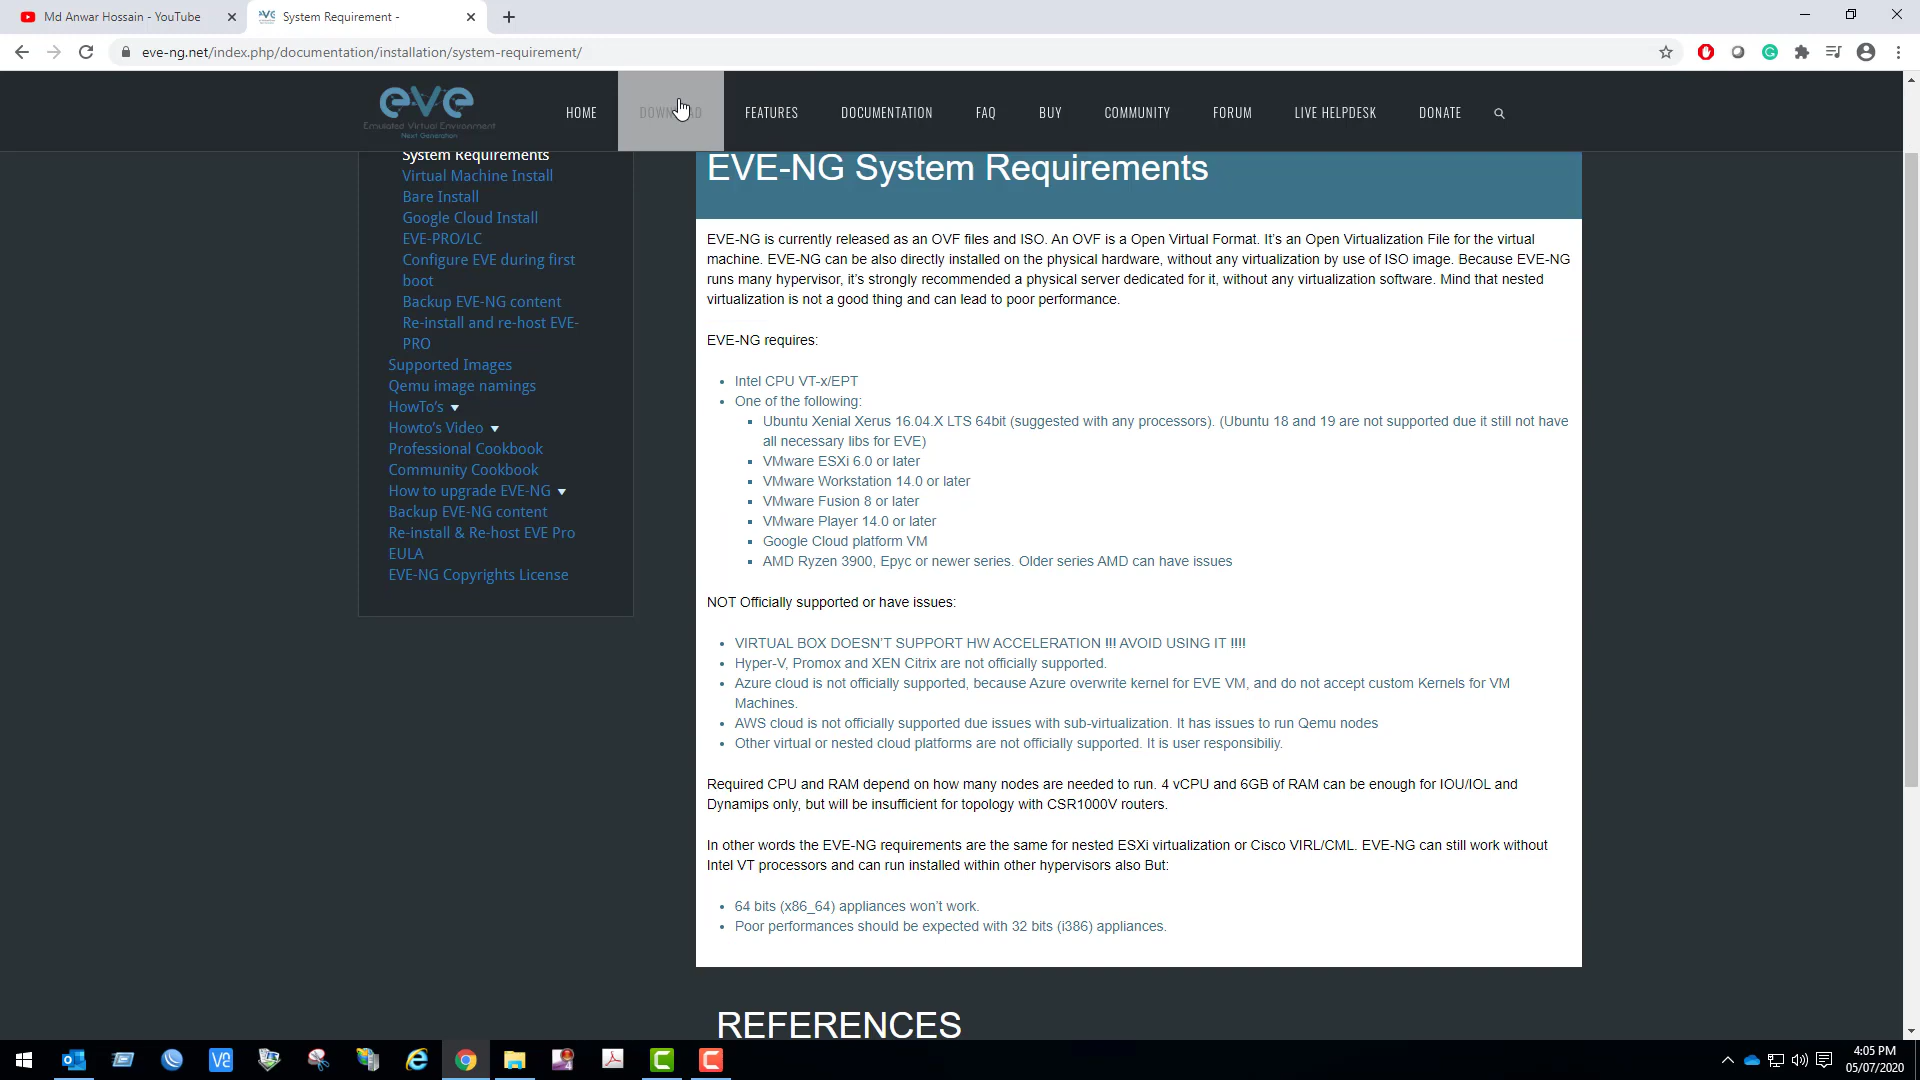 Md Anwar Hossain - YouTube
System Requirement -
eve-ng.net/index.php/documentation/installation/system-requirement/
eve
Emulated Virtual Environment
Next Generation
HOME
DOWNLOAD
FEATURES
DOCUMENTATION
FAQ
BUY
COMMUNITY
FORUM
LIVE HELPDESK
DONATE
System Requirements
Virtual Machine Install
Bare Install
Google Cloud Install
EVE-PRO/LC
Configure EVE during first
boot
Backup EVE-NG content
Re-install and re-host EVE-
PRO
Supported Images
Qemu image namings
HowTo's
Howto's Video
Professional Cookbook
Community Cookbook
How to upgrade EVE-NG
Backup EVE-NG content
Re-install & Re-host EVE Pro
EULA
EVE-NG Copyrights License
EVE-NG System Requirements
EVE-NG is currently released as an OVF files and ISO. An OVF is a Open Virtual Format. It's an Open Virtualization File for the virtual
machine. EVE-NG can be also directly installed on the physical hardware, without any virtualization by use of ISO image. Because EVE-NG
runs many hypervisor, it's strongly recommended a physical server dedicated for it, without any virtualization software. Mind that nested
virtualization is not a good thing and can lead to poor performance.
EVE-NG requires:
Intel CPU VT-x/EPT
One of the following:
Ubuntu Xenial Xerus 16.04.X LTS 64bit (suggested with any processors). (Ubuntu 18 and 19 are not supported due it still not have
all necessary libs for EVE)
VMware ESXi 6.0 or later
VMware Workstation 14.0 or later
VMware Fusion 8 or later
VMware Player 14.0 or later
Google Cloud platform VM
AMD Ryzen 3900, Epyc or newer series. Older series AMD can have issues
NOT Officially supported or have issues:
VIRTUAL BOX DOESN'T SUPPORT HW ACCELERATION !!! AVOID USING IT !!!!
Hyper-V, Promox and XEN Citrix are not officially supported.
Azure cloud is not officially supported, because Azure overwrite kernel for EVE VM, and do not accept custom Kernels for VM
Machines.
AWS cloud is not officially supported due issues with sub-virtualization. It has issues to run Qemu nodes
Other virtual or nested cloud platforms are not officially supported. It is user responsibiliy.
Required CPU and RAM depend on how many nodes are needed to run. 4 vCPU and 6GB of RAM can be enough for IOU/IOL and
Dynamips only, but will be insufficient for topology with CSR1000V routers.
In other words the EVE-NG requirements are the same for nested ESXi virtualization or Cisco VIRL/CML. EVE-NG can still work without
Intel VT processors and can run installed within other hypervisors also But:
64 bits (x86_64) appliances won't work.
Poor performances should be expected with 32 bits (i386) appliances.
REFERENCES
4:05 PM
05/07/2020